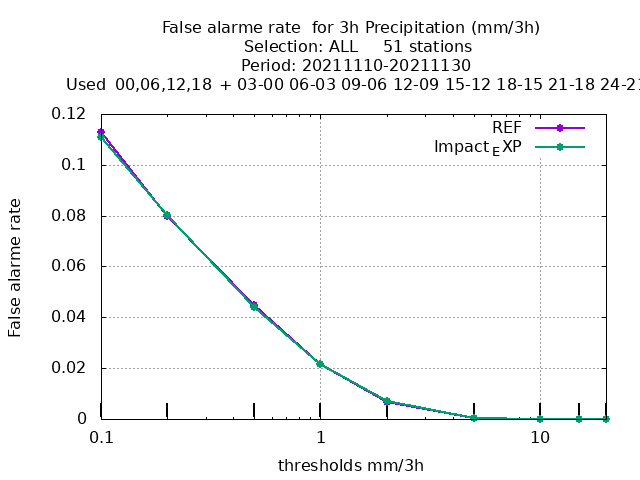 False alarme rate  for 3h Precipitation (mm/3h)
Selection: ALL     51 stations
Period: 20211110-20211130
Used  00,06,12,18  + 03-00 06-03 09-06 12-09 15-12 18-15 21-18 24-21
0.12
0.1
0.08
0.06
0.04
0.02
0
False alarme rate
REF
ImpactEXP
0.1 1 10
thresholds mm/3h